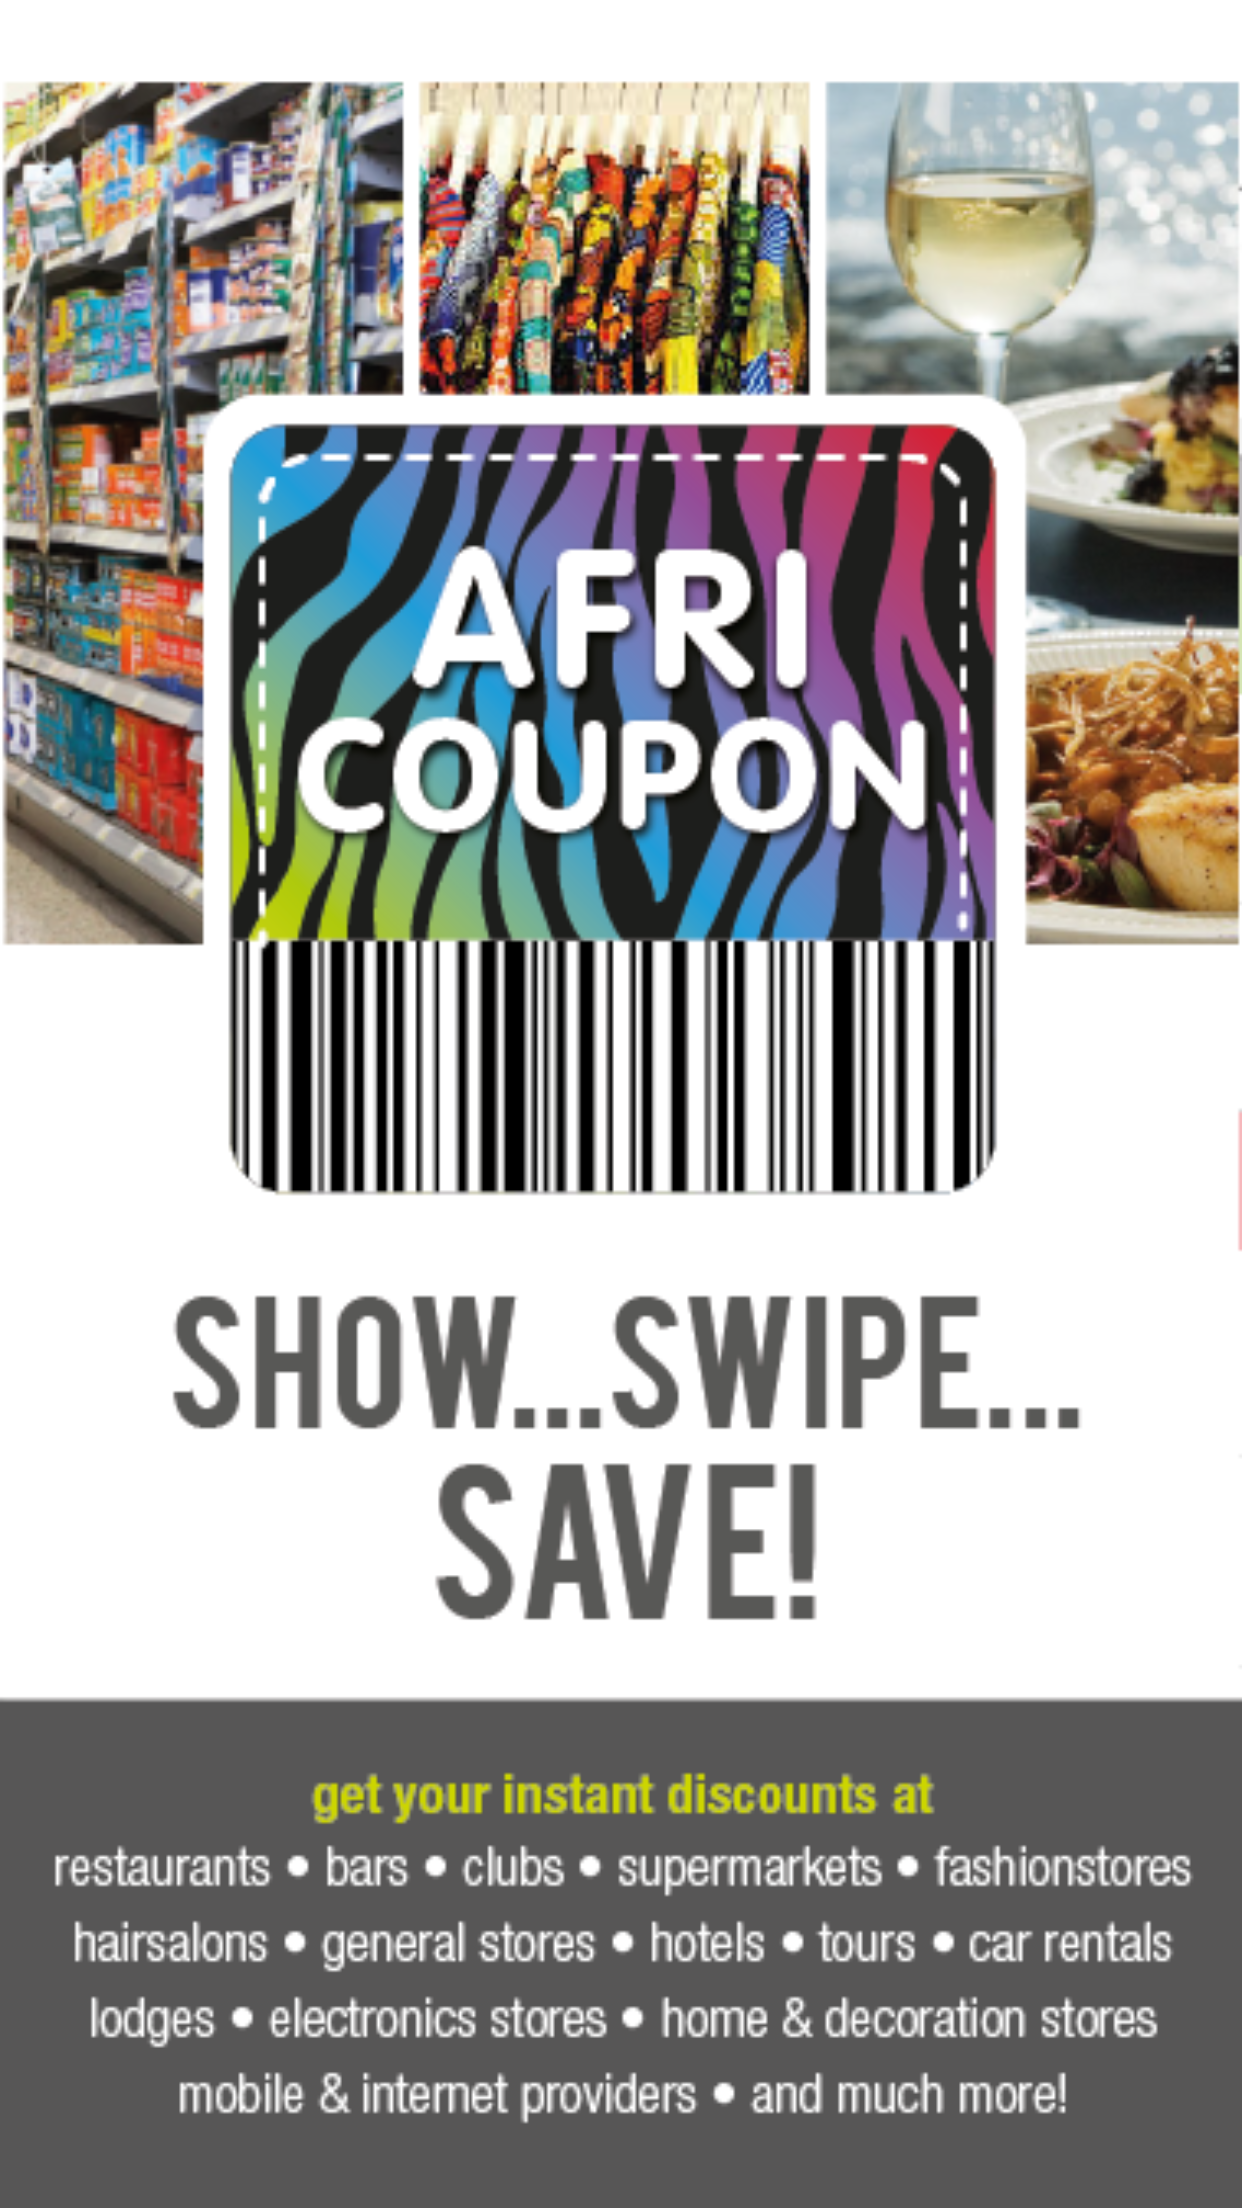 AFRI
COUPON
SHOW...SWIPE...
SAVE!
get your instant discounts at
restaurants • bars • clubs • supermarkets • fashionstores
hairsalons • general stores • hotels • tours • car rentals
lodges • electronics stores • home & decoration stores
mobile & internet providers • and much more!